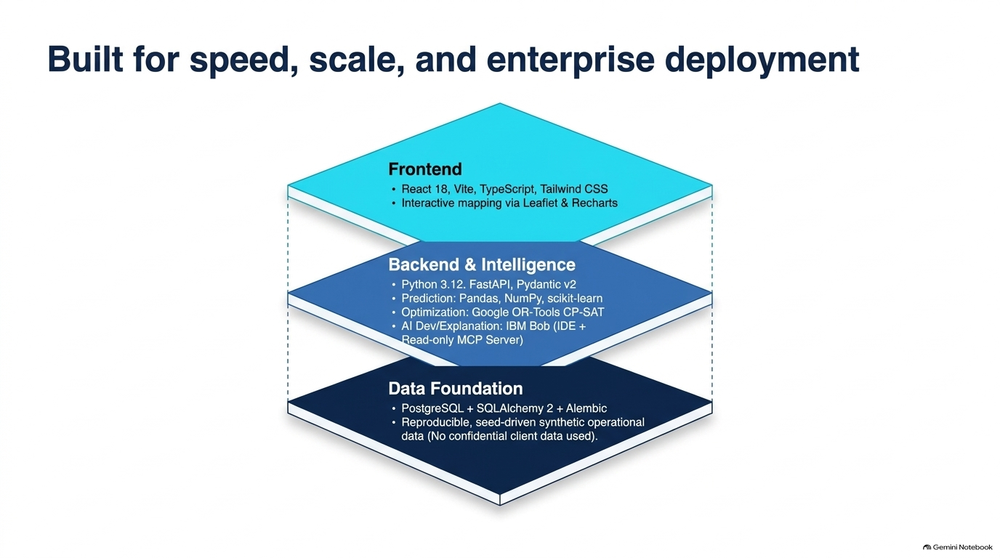 Built for speed, scale, and enterprise deployment
Frontend
• React 18, Vite, TypeScript, Tailwind CSS
• Interactive mapping via Leafiet & Recharts
Backend & Intelligence
• Python 3.12. FastAPI, Pydantic v2
• Prediction: Pandas, NumPy, scikit-learn
• Optimization: Google OR-Tools CP-SAT
• AI Dev/Explanation: IBM Bob (IDE +
Read-only MCP Server)
Data Foundation
• PostgreSQL + SQLAlchemy 2 + Alembic
• Reproducible, seed-driven synthetic operational
data (No confidential client data used).
Gemini Notebook